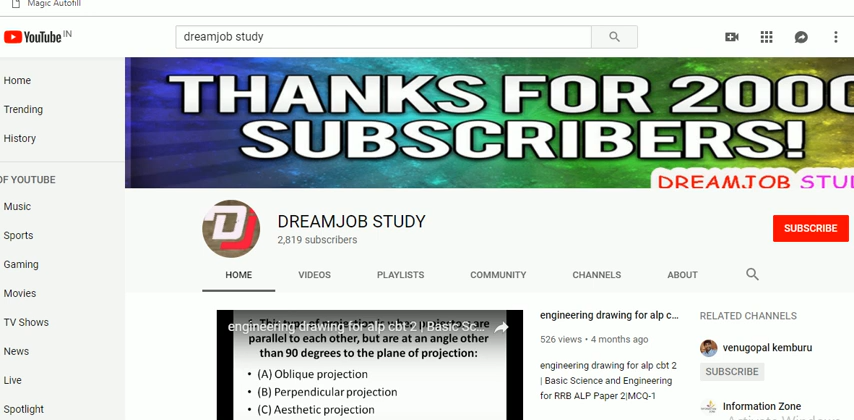 Magic Autofill
YouTube IN
dreamjob study
Home
Trending
History
OF YOUTUBE
Music
Sports
Gaming
Movies
TV Shows
News
Live
Spotlight
THANKS FOR 2000
SUBSCRIBERS!
DREAMJOB STU
DJ
DREAMJOB STUDY
2,819 subscribers
SUBSCRIBE
HOME VIDEOS PLAYLISTS COMMUNITY CHANNELS ABOUT
engineering drawing for alp cbt 2 | Basic Sc...
parallel to each other, but are at an angle other
than 90 degrees to the plane of projection:
• (A) Oblique projection
• (B) Perpendicular projection
• (C) Aesthetic projection
engineering drawing for alp c...
526 views • 4 months ago
engineering drawing for alp cbt 2
| Basic Science and Engineering
for RRB ALP Paper 2|MCQ-1
RELATED CHANNELS
venugopal kemburu
SUBSCRIBE
Information Zone